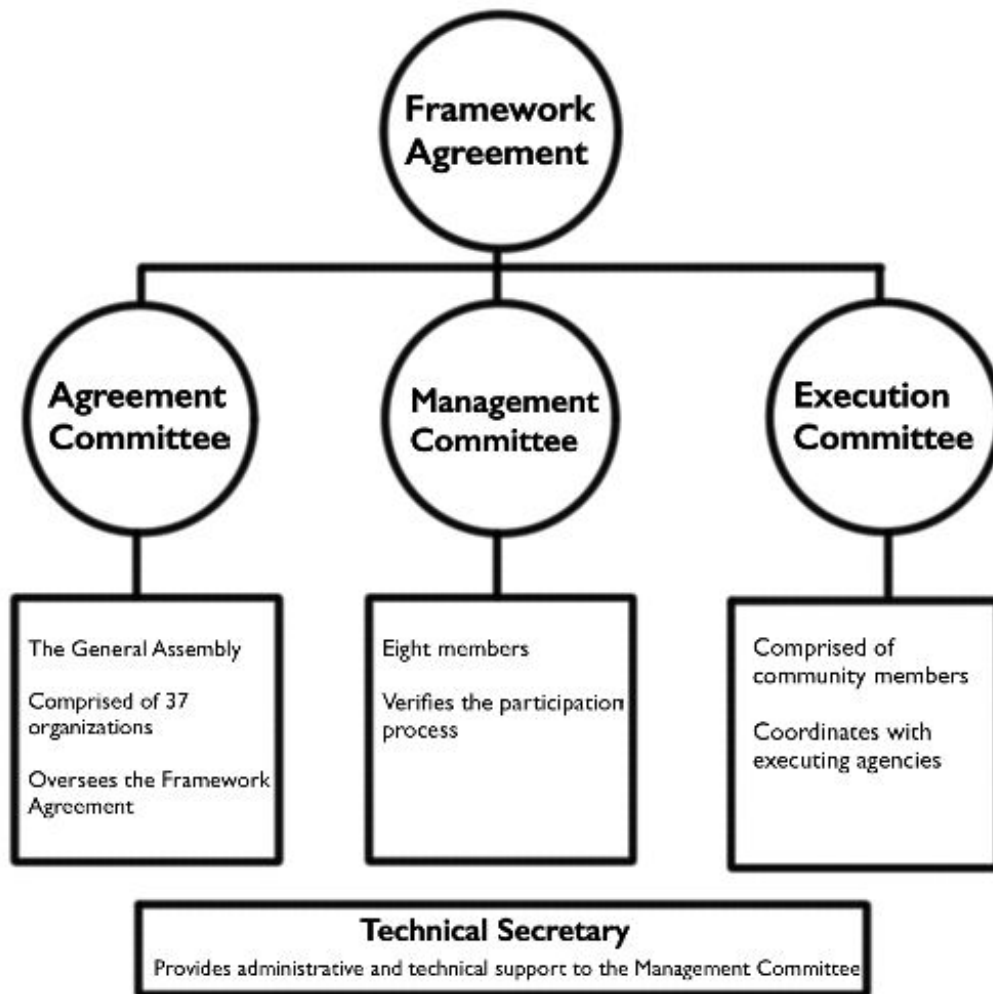 Framework
Agreement
Agreement
Committee
Management
Committee
Execution
Committee
The General Assembly
Comprised of 37
organizations
Oversees the Framework
Agreement
Eight members
Verifies the participation
process
Comprised of
community members
Coordinates with
executing agencies
Technical Secretary
Provides administrative and technical support to the Management Committee